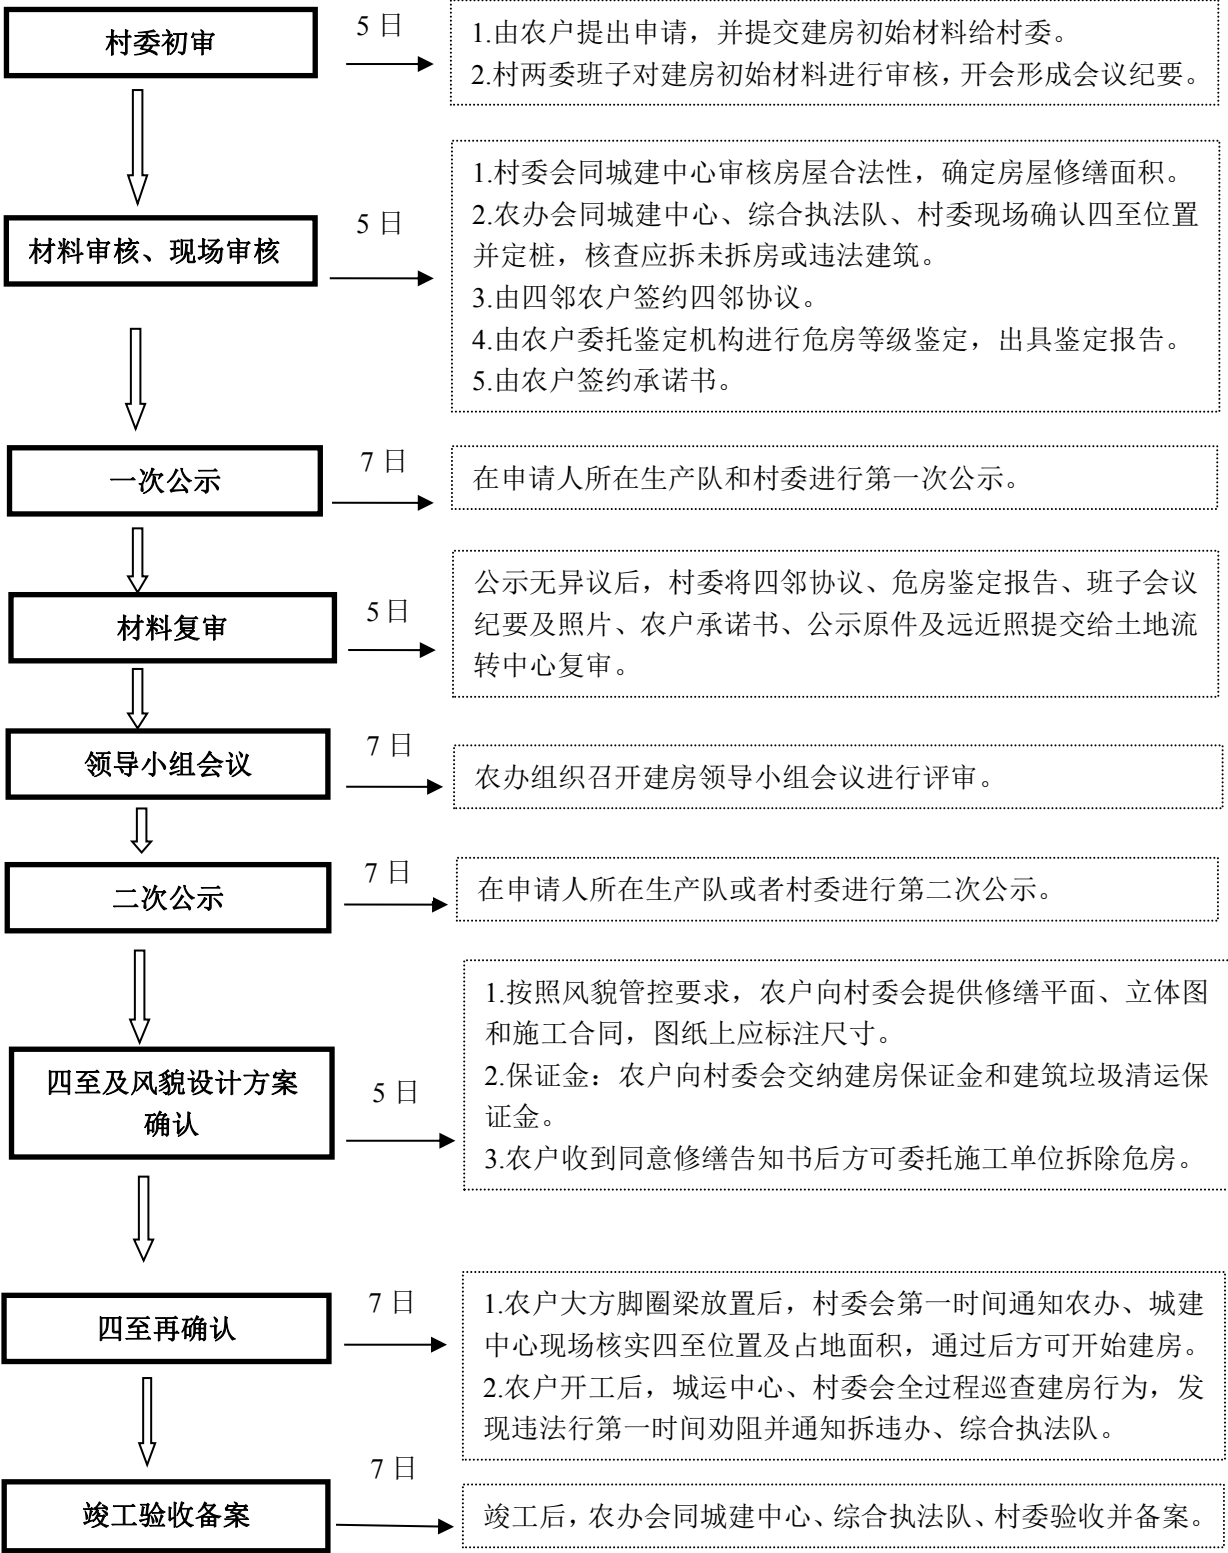 村委初审
5 日
1.由农户提出申请，并提交建房初始材料给村委。
2.村两委班子对建房初始材料进行审核，开会形成会议纪要。
材料审核、现场审核
5 日
1.村委会同城建中心审核房屋合法性，确定房屋修缮面积。
2.农办会同城建中心、综合执法队、村委现场确认四至位置
并定桩，核查应拆未拆房或违法建筑。
3.由四邻农户签约四邻协议。
4.由农户委托鉴定机构进行危房等级鉴定，出具鉴定报告。
5.由农户签约承诺书。
一次公示
7 日
在申请人所在生产队和村委进行第一次公示。
材料复审
5 日
公示无异议后，村委将四邻协议、危房鉴定报告、班子会议
纪要及照片、农户承诺书、公示原件及远近照提交给土地流
转中心复审。
领导小组会议
7 日
农办组织召开建房领导小组会议进行评审。
二次公示
7 日
在申请人所在生产队或者村委进行第二次公示。
四至及风貌设计方案
确认
5 日
1.按照风貌管控要求，农户向村委会提供修缮平面、立体图
和施工合同，图纸上应标注尺寸。
2.保证金：农户向村委会交纳建房保证金和建筑垃圾清运保
证金。
3.农户收到同意修缮告知书后方可委托施工单位拆除危房。
四至再确认
7 日
1.农户大方脚圈梁放置后，村委会第一时间通知农办、城建
中心现场核实四至位置及占地面积，通过后方可开始建房。
2.农户开工后，城运中心、村委会全过程巡查建房行为，发
现违法行第一时间劝阻并通知拆违办、综合执法队。
竣工验收备案
7 日
竣工后，农办会同城建中心、综合执法队、村委验收并备案。